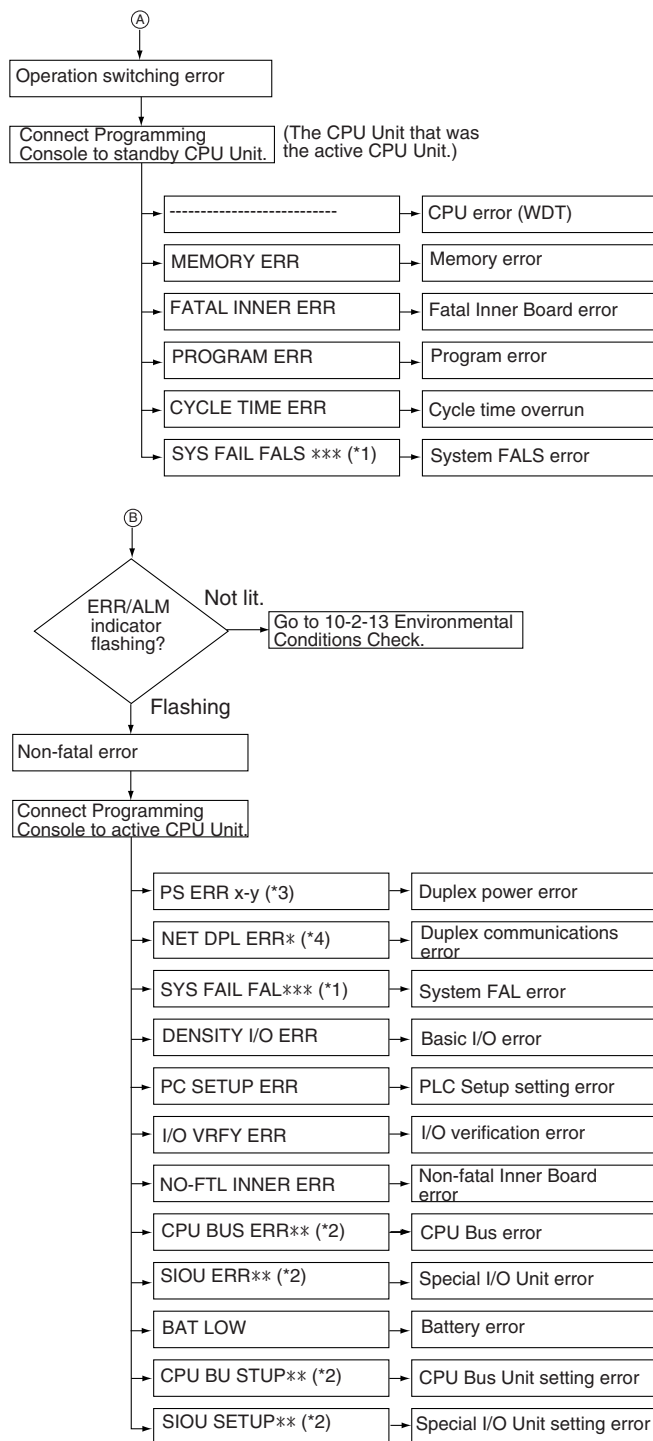 A
Operation switching error
Connect Programming
Console to standby CPU Unit.
(The CPU Unit that was
the active CPU Unit.)
---------------------------
CPU error (WDT)
MEMORY ERR
Memory error
FATAL INNER ERR
Fatal Inner Board error
PROGRAM ERR
Program error
CYCLE TIME ERR
Cycle time overrun
SYS FAIL FALS *** (*1)
System FALS error
B
ERR/ALM
indicator
flashing?
Not lit.
Go to 10-2-13 Environmental
Conditions Check.
Flashing
Non-fatal error
Connect Programming
Console to active CPU Unit.
PS ERR x-y (*3)
Duplex power error
NET DPL ERR* (*4)
Duplex communications
error
SYS FAIL FAL*** (*1)
System FAL error
DENSITY I/O ERR
Basic I/O error
PC SETUP ERR
PLC Setup setting error
I/O VRFY ERR
I/O verification error
NO-FTL INNER ERR
Non-fatal Inner Board
error
CPU BUS ERR** (*2)
CPU Bus error
SIOU ERR** (*2)
Special I/O Unit error
BAT LOW
Battery error
CPU BU STUP** (*2)
CPU Bus Unit setting error
SIOU SETUP** (*2)
Special I/O Unit setting error